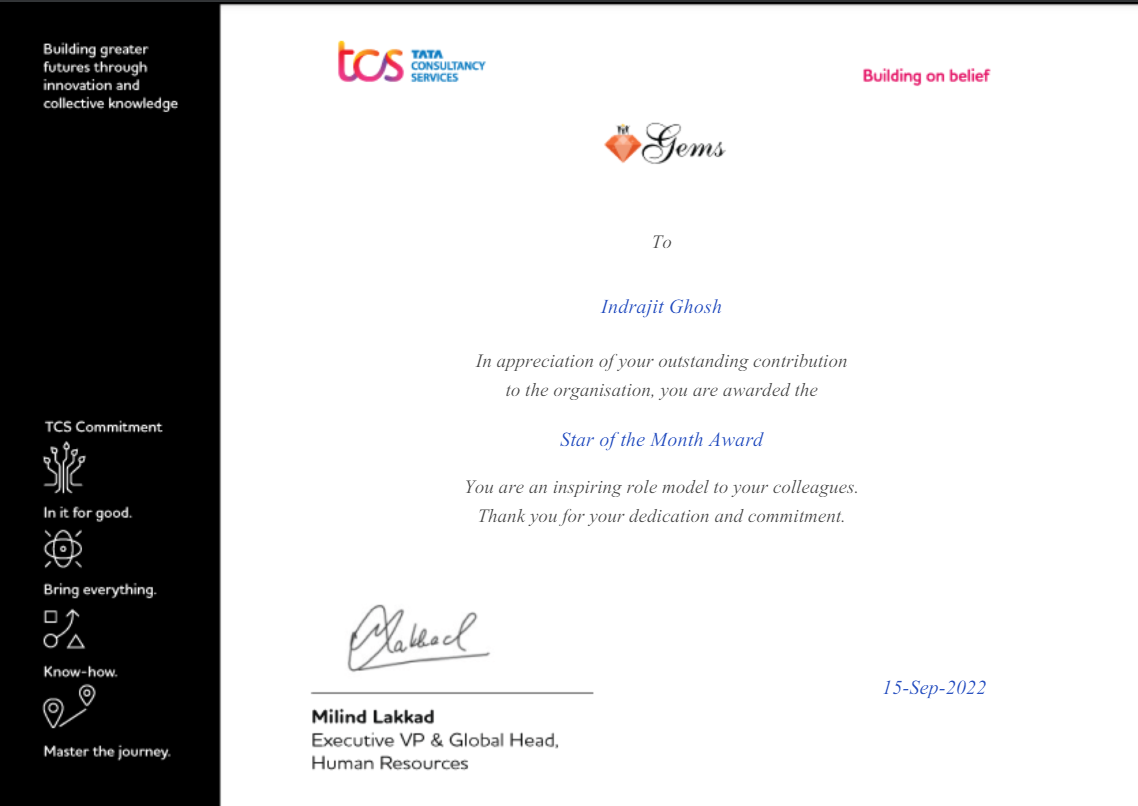 Building greater
futures through
innovation and
collective knowledge
tcs TATA
CONSULTANCY
SERVICES
Building on belief
Gems
To
Indrajit Ghosh
In appreciation of your outstanding contribution
to the organisation, you are awarded the
Star of the Month Award
You are an inspiring role model to your colleagues.
Thank you for your dedication and commitment.
TCS Commitment
In it for good.
Bring everything.
Know-how.
Master the journey.
Lakkad
15-Sep-2022
Milind Lakkad
Executive VP & Global Head,
Human Resources